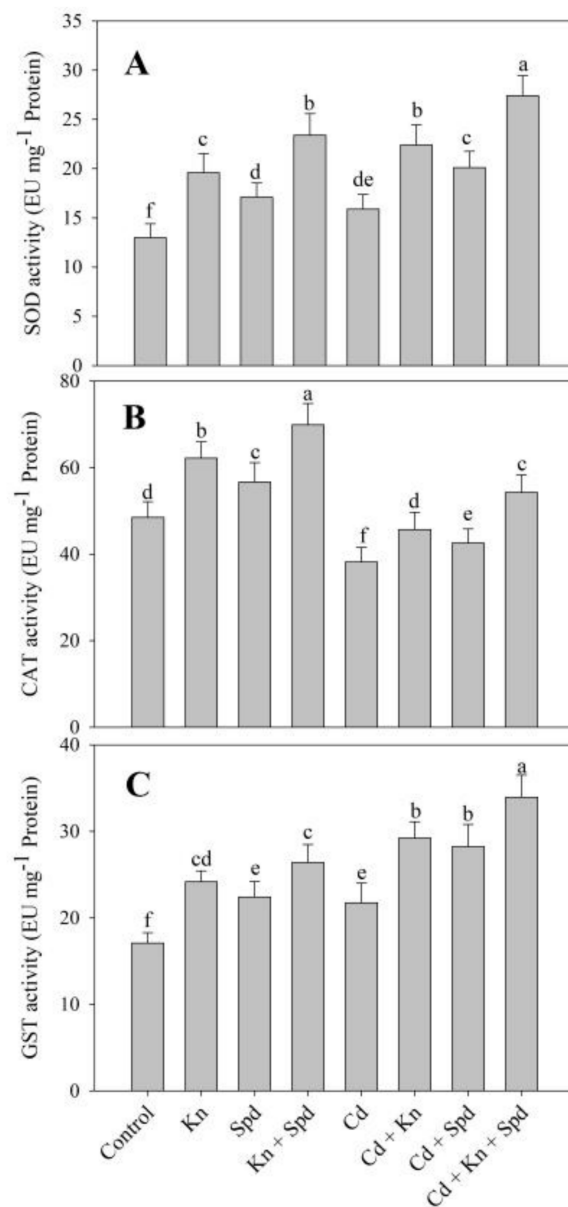 35
A
a
30
b
b
25
c
c
d
20
de
f
15
10
5
0
SOD activity (EU mg-1 Protein)
80
B
a
b
c
c
60
d
d
e
f
40
20
0
CAT activity (EU mg-1 Protein)
40
C
a
b
b
30
c
cd
e
e
f
20
10
0
GST activity (EU mg-1 Protein)
Control
Kn
Spd
Kn + Spd
Cd
Cd + Kn
Cd + Spd
Cd + Kn + Spd